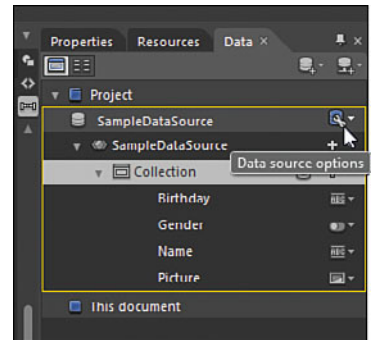 Properties Resources Data ×
Project
SampleDataSource
SampleDataSource
Data source options
Collection
Birthday
Gender
Name
Picture
This document